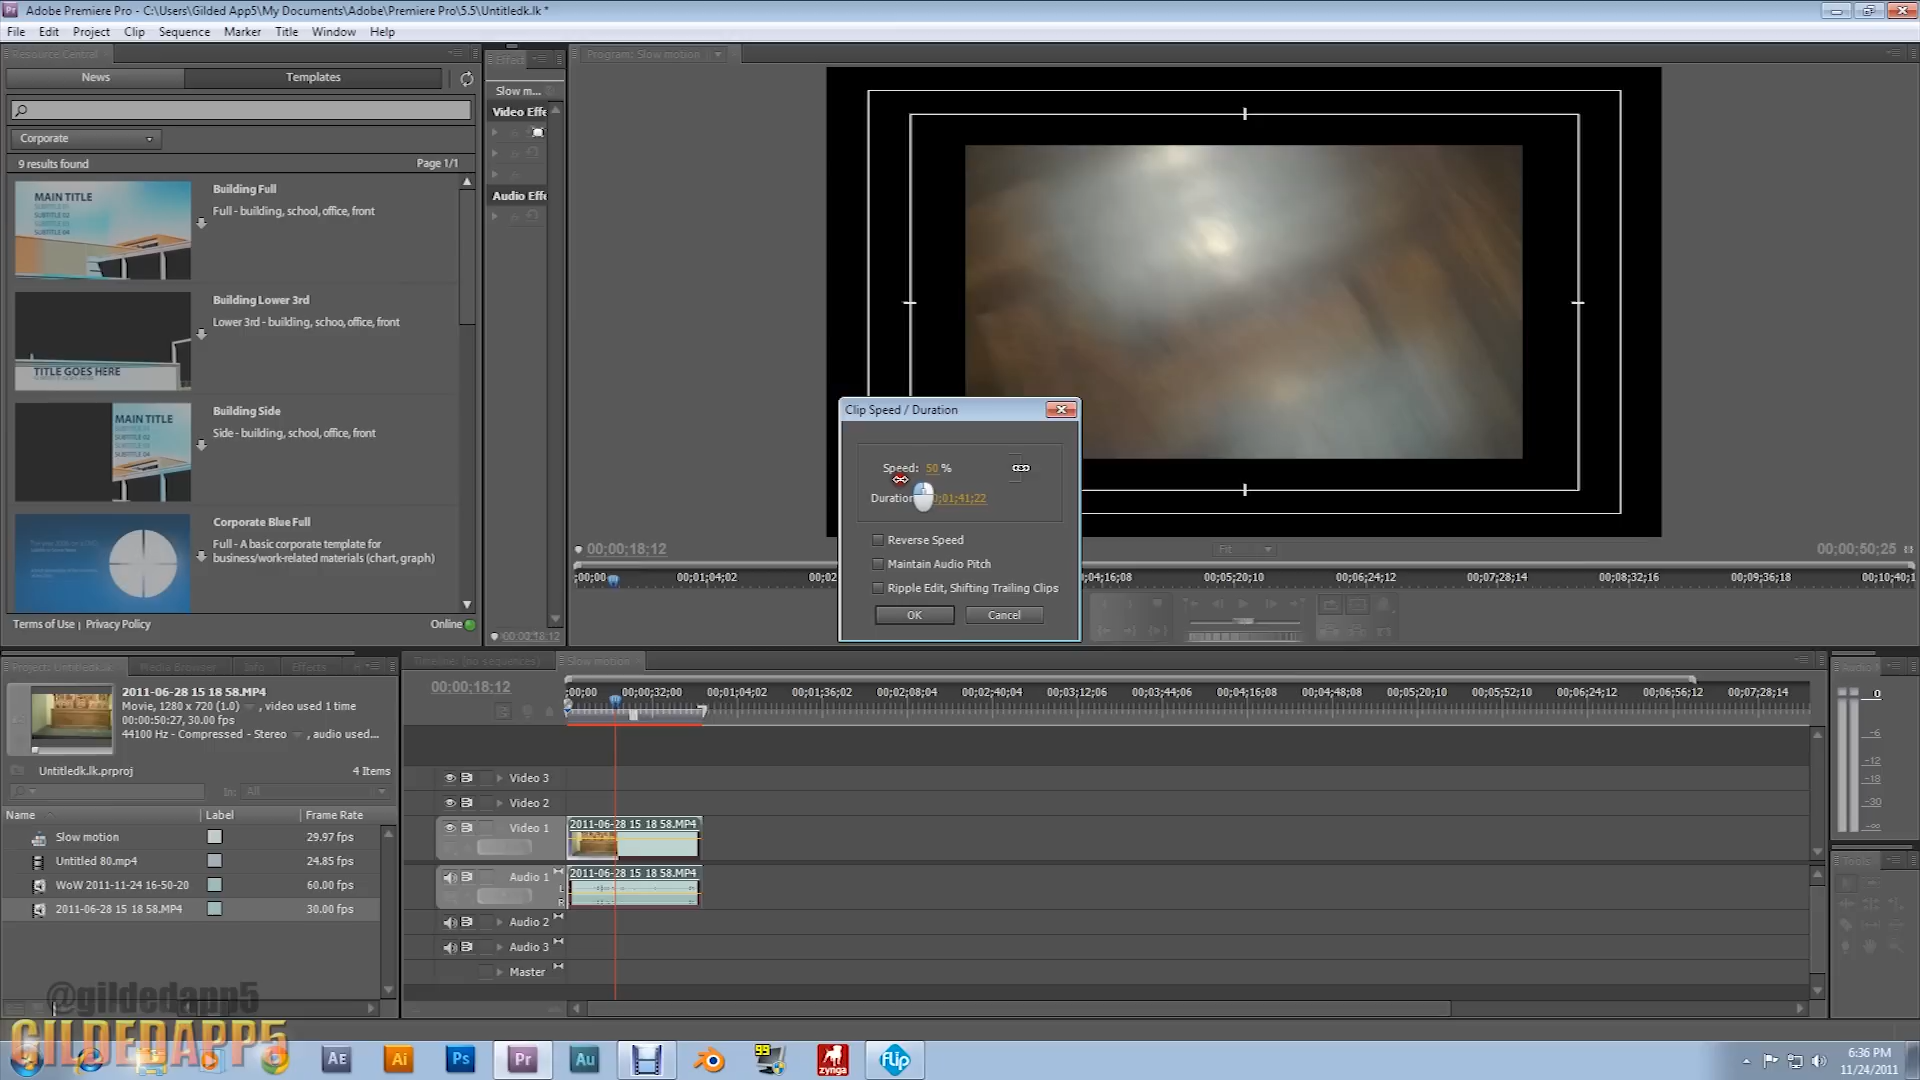 Adobe Premiere Pro - C:\Users\Gilded App5\My Documents\Adobe\Premiere Pro\5.5\Untitledk.lk *
File Edit Project Clip Sequence Marker Title Window Help
Resource Central
News Templates
Corporate
9 results found Page 1/1
Building Full
Full - building, school, office, front
MAIN TITLE
SUBTITLE 02
SUBTITLE 03
SUBTITLE 04
Building Lower 3rd
Lower 3rd - building, schoo, office, front
TITLE GOES HERE
Building Side
Side - building, school, office, front
MAIN TITLE
Corporate Blue Full
Full - A basic corporate template for
business/work-related materials (chart, graph)
Terms of Use | Privacy Policy Online
Effect
Slow m...
Video Effe
Audio Effe
00:00:18:12
Program: Slow motion
00;00;18;12 Fit 00;00;50;25
;00;00 00;01;04;02 00;02 04;16;08 00;05;20;10 00;06;24;12 00;07;28;14 00;08;32;16 00;09;36;18 00;10;40;1
Clip Speed / Duration
Speed: 50 %
Duration ;01;41;22
Reverse Speed
Maintain Audio Pitch
Ripple Edit, Shifting Trailing Clips
OK Cancel
Project: Untitledk.lk Media Browser Info Effects
2011-06-28 15 18 58.MP4
Movie, 1280 x 720 (1.0) , video used 1 time
00:00:50:27, 30.00 fps
44100 Hz - Compressed - Stereo , audio used...
Untitledk.lk.prproj 4 Items
In: All
Name Label Frame Rate
Slow motion 29.97 fps
Untitled 80.mp4 24.85 fps
WoW 2011-11-24 16-50-20 60.00 fps
2011-06-28 15 18 58.MP4 30.00 fps
Timeline: (no sequences) Slow motion
00;00;18;12
;00;00 00;00;32;00 00;01;04;02 00;01;36;02 00;02;08;04 00;02;40;04 00;03;12;06 00;03;44;06 00;04;16;08 00;04;48;08 00;05;20;10 00;05;52;10 00;06;24;12 00;06;56;12 00;07;28;14
Video 3
Video 2
Video 1
2011-06-28 15 18 58.MP4
Audio 1
2011-06-28 15 18 58.MP4
L
R
Audio 2
Audio 3
Master
Audio
0
-6
-12
-18
-30
-∞
Tools
@gildedapp5
GILDEDAPP5
AE Ai Ps Pr Au 99 zynga FLip
6:36 PM
11/24/2011